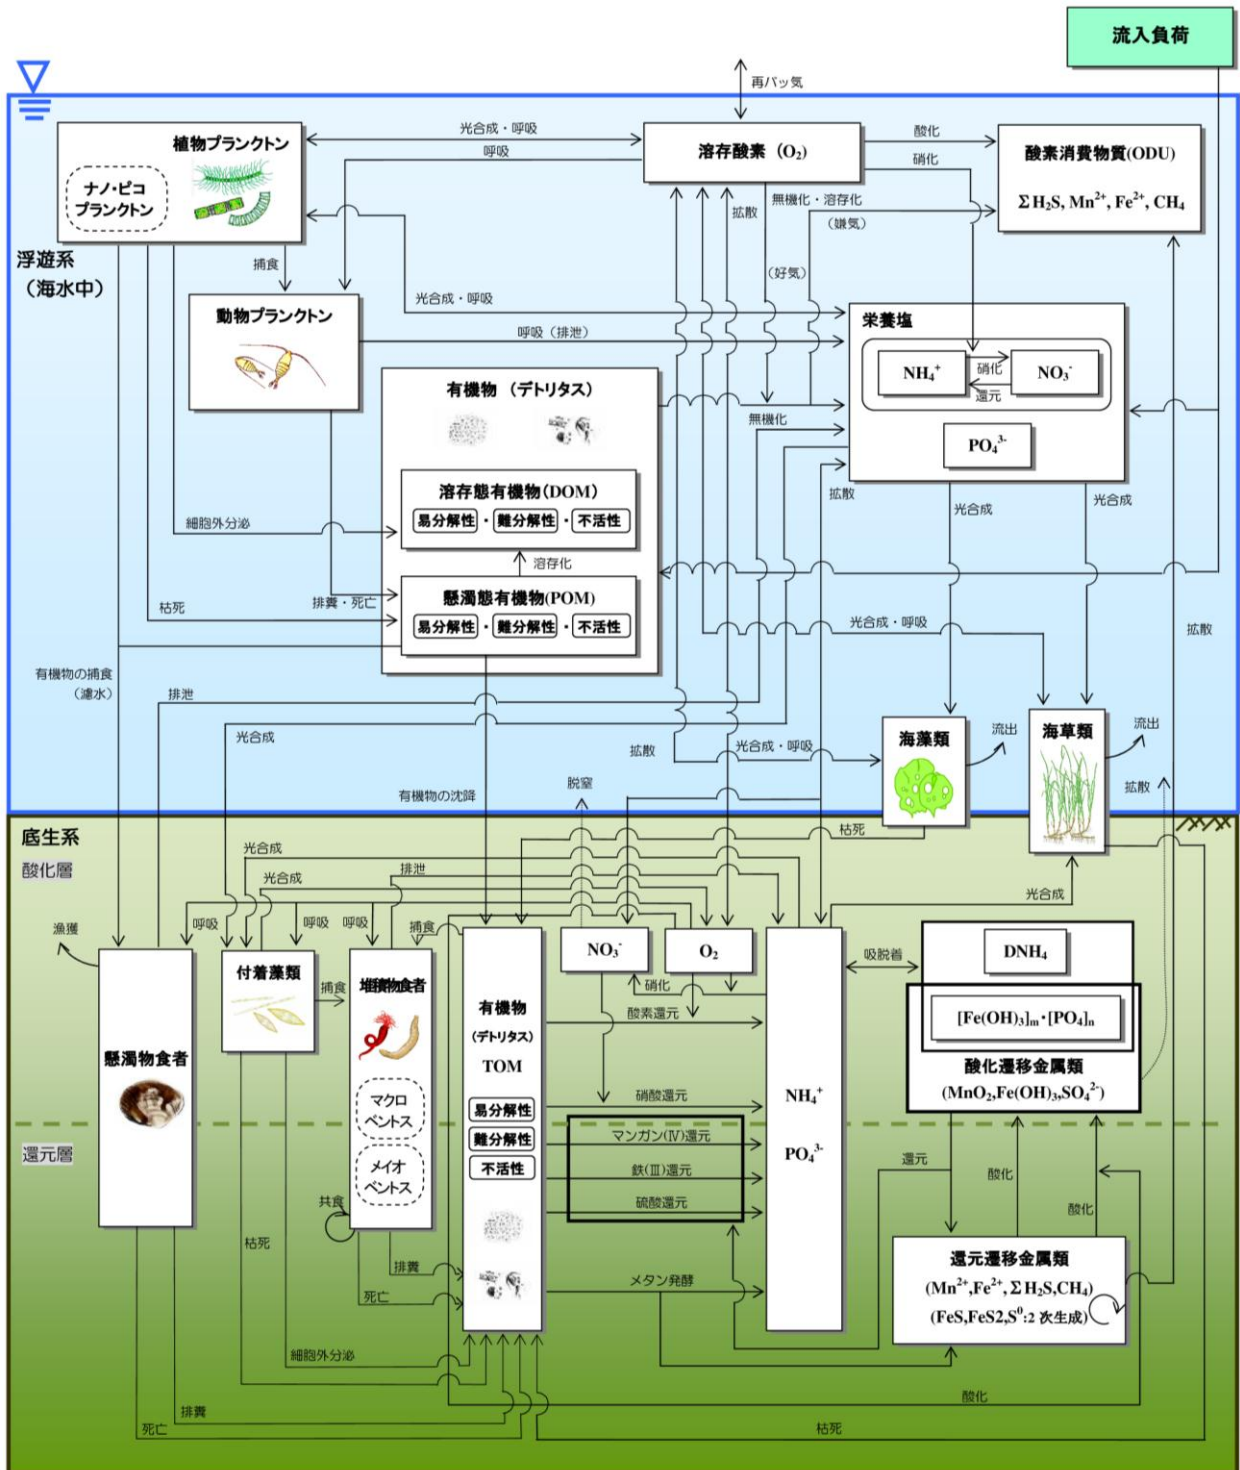 流入負荷
再バッ気
植物プランクトン
ナノ・ピコ
プランクトン
光合成・呼吸
呼吸
溶存酸素（O₂）
酸化
硝化
酸素消費物質(ODU)
ΣH₂S, Mn²⁺, Fe²⁺, CH₄
拡散
無機化・溶存化
（嫌気）
（好気）
浮遊系
（海水中）
捕食
光合成・呼吸
動物プランクトン
呼吸（排泄）
栄養塩
NH₄⁺
硝化
還元
NO₃⁻
PO₄³⁻
有機物 （デトリタス）
無機化
拡散
光合成
光合成
溶存態有機物(DOM)
易分解性・難分解性・不活性
細胞外分泌
溶存化
懸濁態有機物(POM)
易分解性・難分解性・不活性
排糞・死亡
枯死
光合成・呼吸
拡散
有機物の捕食
（濾水）
排泄
光合成
拡散
光合成・呼吸
海藻類
流出
海草類
流出
拡散
脱窒
有機物の沈降
底生系
酸化層
枯死
光合成
光合成
排泄
光合成
漁獲
呼吸
呼吸
呼吸
捕食
懸濁物食者
付着藻類
捕食
堆積物食者
マクロ
ベントス
メイオ
ベントス
共食
有機物
(デトリタス)
TOM
易分解性
難分解性
不活性
NO₃⁻
O₂
硝化
酸素還元
硝酸還元
マンガン(Ⅳ)還元
鉄(Ⅲ)還元
硫酸還元
メタン発酵
NH₄⁺
PO₄³⁻
吸脱着
DNH₄
[Fe(OH)₃]m・[PO₄]n
酸化遷移金属類
(MnO₂,Fe(OH)₃,SO₄²⁻)
還元層
還元
酸化
酸化
還元遷移金属類
(Mn²⁺,Fe²⁺,ΣH₂S,CH₄)
(FeS,FeS2,S⁰:2次生成)
枯死
排糞
死亡
細胞外分泌
酸化
排糞
死亡
枯死